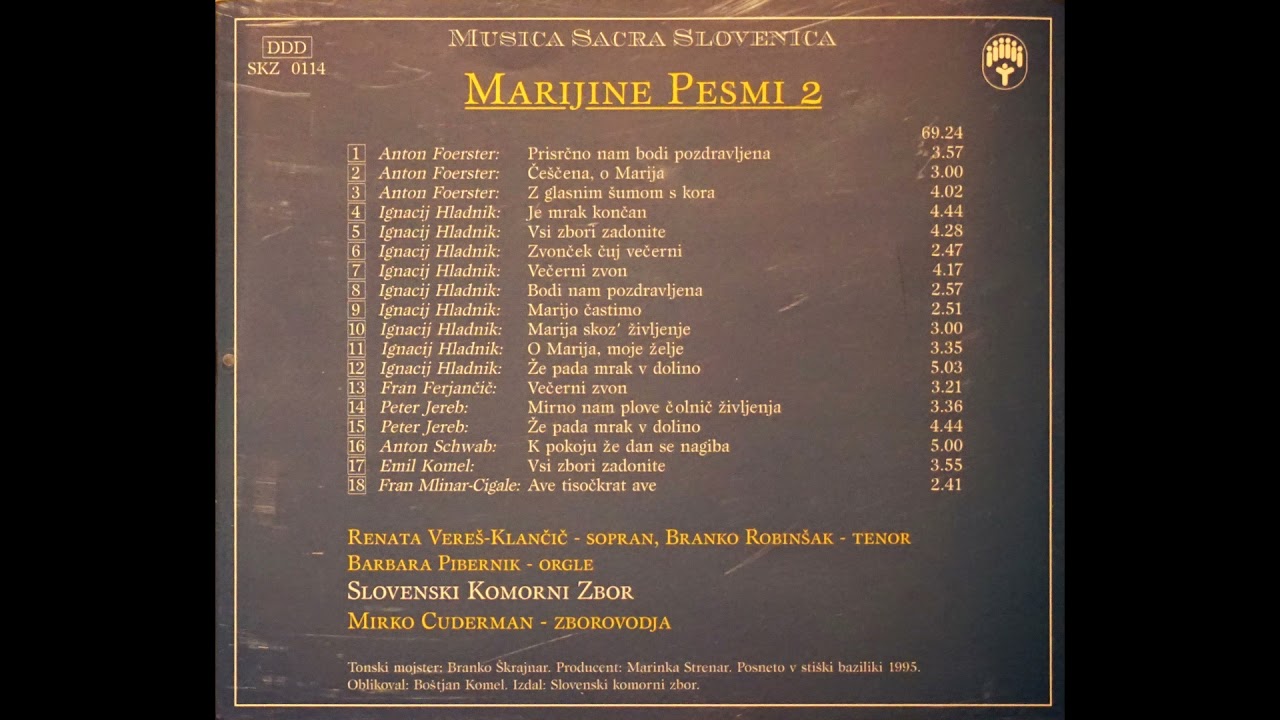 DDD
SKZ 0114
MUSICA SACRA SLOVENICA
MARIJINE PESMI 2
69.24
1 Anton Foerster: Prisrčno nam bodi pozdravljena 3.57
2 Anton Foerster: Češčena, o Marija 3.00
3 Anton Foerster: Z glasnim šumom s kora 4.02
4 Ignacij Hladnik: Je mrak končan 4.44
5 Ignacij Hladnik: Vsi zbori zadonite 4.28
6 Ignacij Hladnik: Zvonček čuj večerni 2.47
7 Ignacij Hladnik: Večerni zvon 4.17
8 Ignacij Hladnik: Bodi nam pozdravljena 2.57
9 Ignacij Hladnik: Marijo častimo 2.51
10 Ignacij Hladnik: Marija skoz' življenje 3.00
11 Ignacij Hladnik: O Marija, moje želje 3.35
12 Ignacij Hladnik: Že pada mrak v dolino 5.03
13 Fran Ferjančič: Večerni zvon 3.21
14 Peter Jereb: Mirno nam plove čolnič življenja 3.36
15 Peter Jereb: Že pada mrak v dolino 4.44
16 Anton Schwab: K pokoju že dan se nagiba 5.00
17 Emil Komel: Vsi zbori zadonite 3.55
18 Fran Mlinar-Cigale: Ave tisočkrat ave 2.41
RENATA VEREŠ-KLANČIČ - SOPRAN, BRANKO ROBINŠAK - TENOR
BARBARA PIBERNIK - ORGLE
SLOVENSKI KOMORNI ZBOR
MIRKO CUDERMAN - ZBOROVODJA
Tonski mojster: Branko Škrajnar. Producent: Marinka Strenar. Posneto v stiški baziliki 1995.
Oblikoval: Boštjan Komel. Izdal: Slovenski komorni zbor.